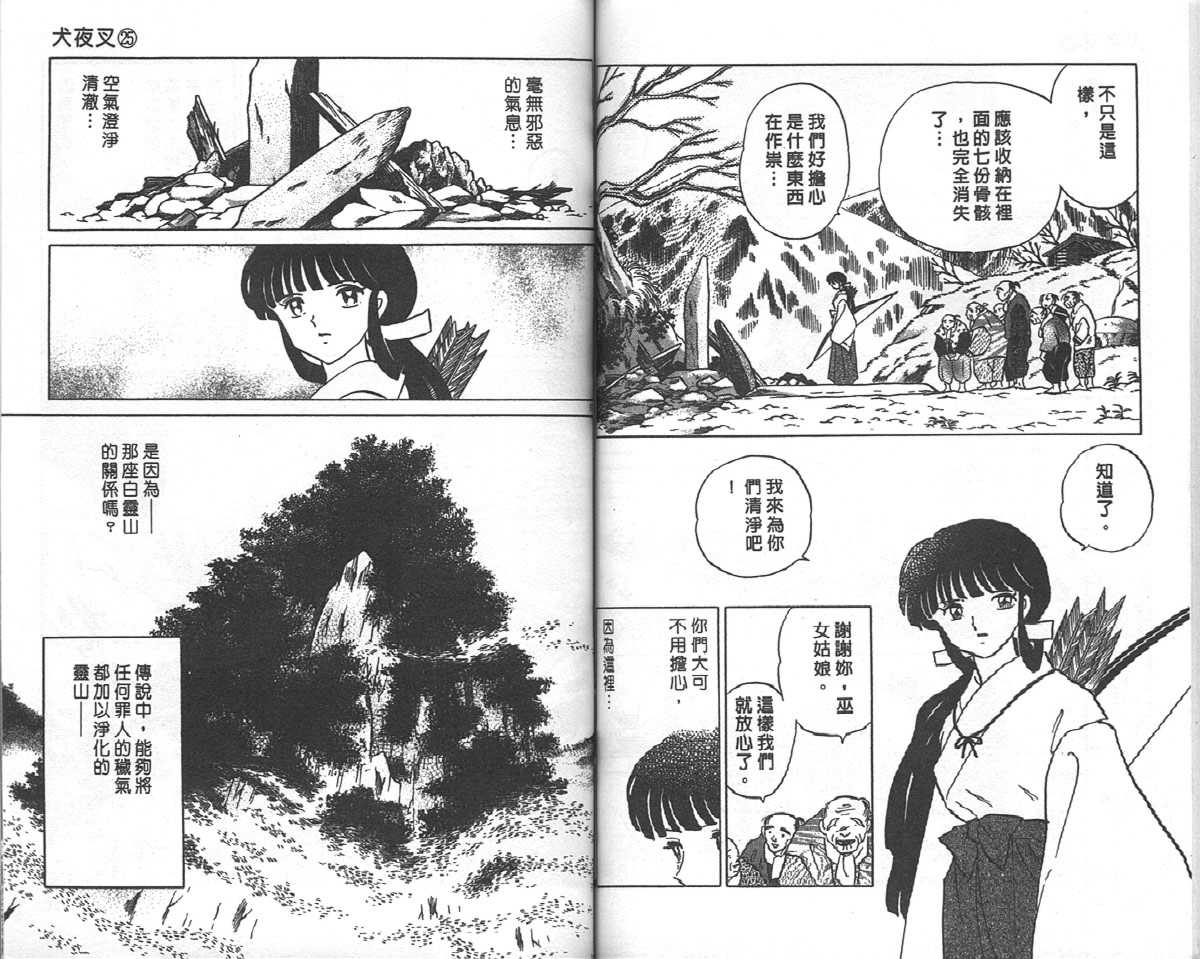 犬夜叉㉕
不只是這
樣，
應該收納在裡
面的七份骨骸
，也完全消失
了…
我們好擔心
是什麼東西
在作祟…
知道了。
我來為你
們清淨吧
！
謝謝妳，巫
女姑娘。
這樣我們
就放心了。
你們大可
不用擔心，
因為這裡…
毫無邪惡
的氣息…
空氣澄淨
清澈…
是因為——
那座白靈山
的關係嗎？
傳說中，能夠將
任何罪人的穢氣
都加以淨化的
靈山——